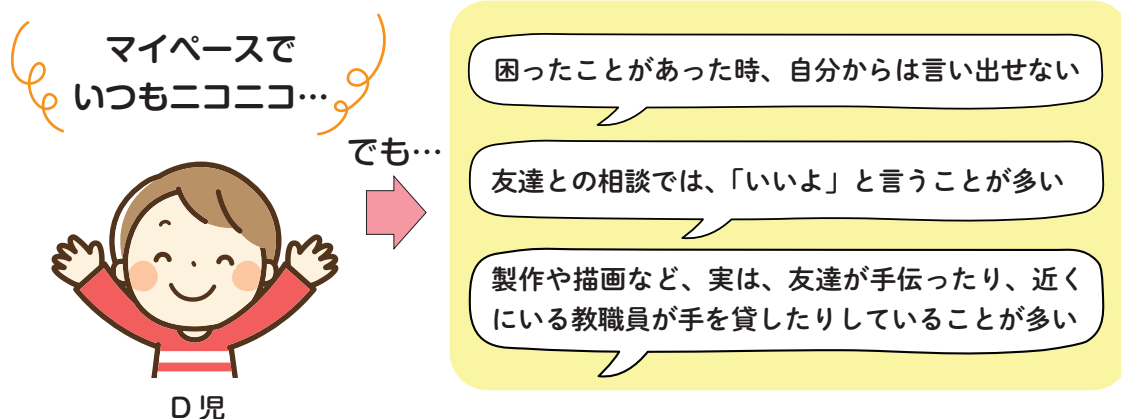 マイペースで
いつもニコニコ…
でも…
困ったことがあった時、自分からは言い出せない
友達との相談では、「いいよ」と言うことが多い
製作や描画など、実は、友達が手伝ったり、近く
にいる教職員が手を貸したりしていることが多い
D児